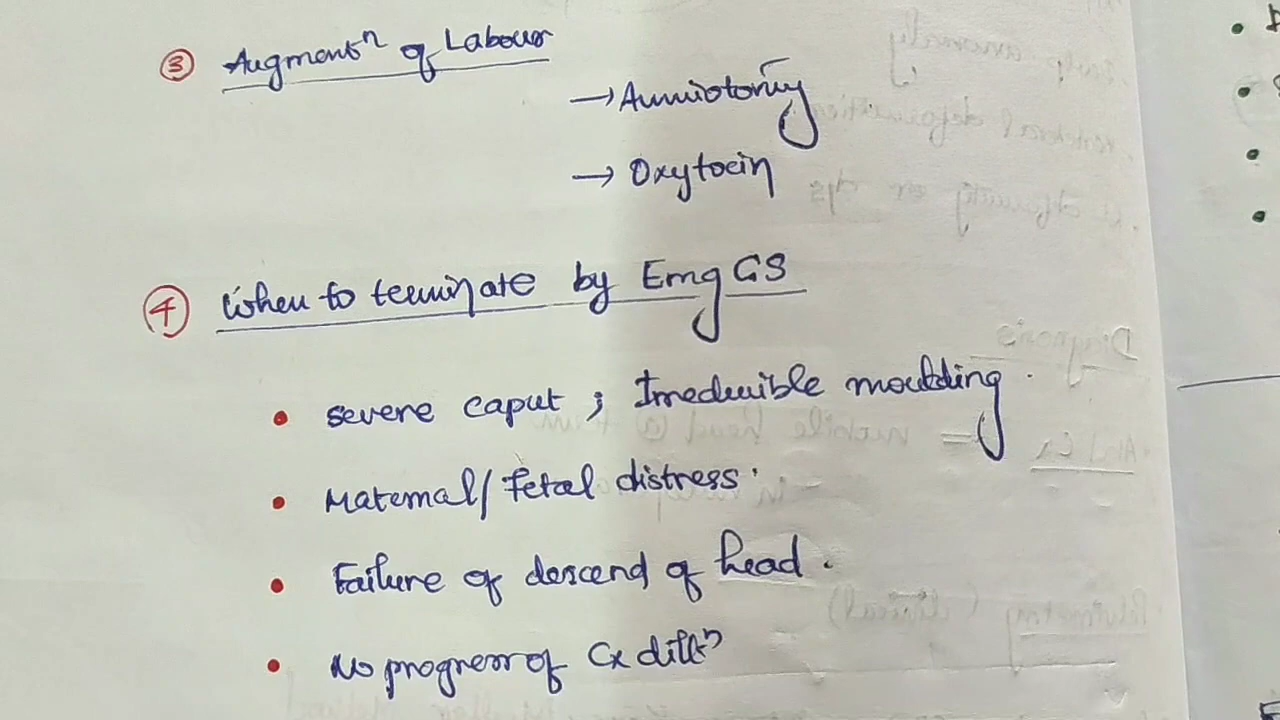 ③ Augmentⁿ of Labour
→ Amniotomy
→ Oxytocin
④ When to terminate by Emg CS
• severe caput ; Irreducible moulding .
• Maternal/ Fetal distress .
• Failure of descend of head .
• No progress of Cx dilⁿ
Diagnosis